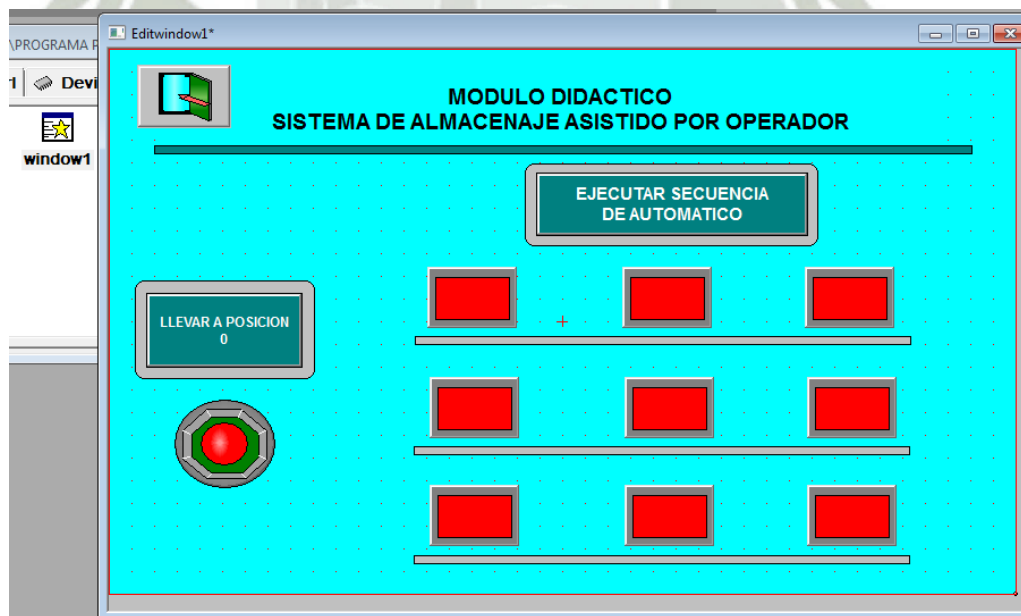 Editwindow1*
\PROGRAMA
Devi
window1
MODULO DIDACTICO
SISTEMA DE ALMACENAJE ASISTIDO POR OPERADOR
EJECUTAR SECUENCIA
DE AUTOMATICO
LLEVAR A POSICION
0